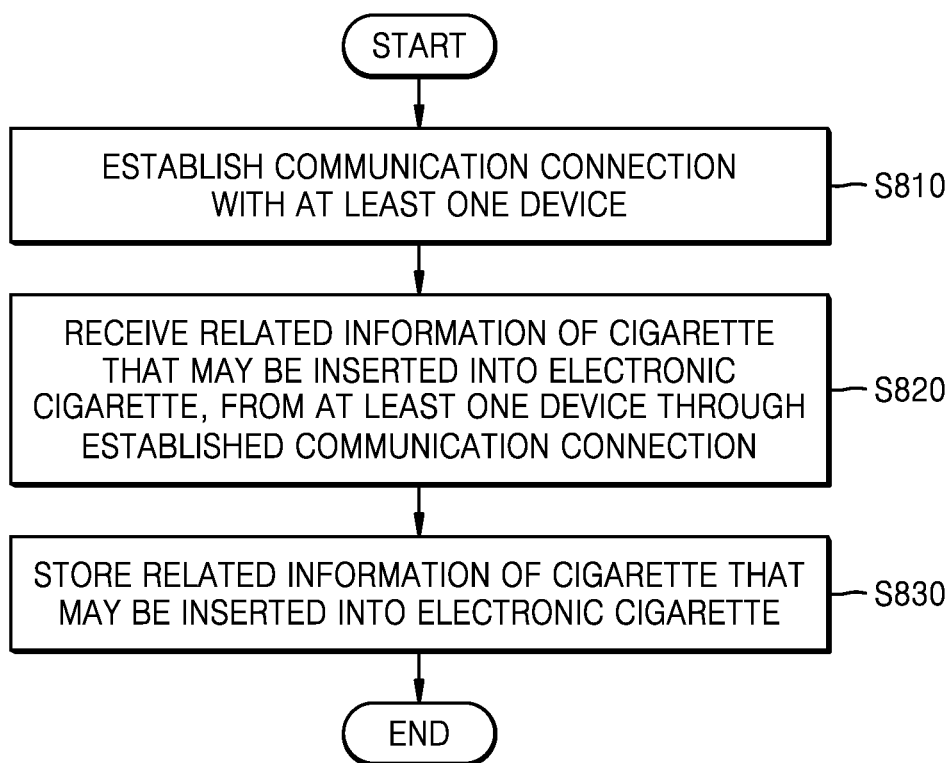 START
ESTABLISH COMMUNICATION CONNECTION
WITH AT LEAST ONE DEVICE
S810
RECEIVE RELATED INFORMATION OF CIGARETTE
THAT MAY BE INSERTED INTO ELECTRONIC
CIGARETTE, FROM AT LEAST ONE DEVICE THROUGH
ESTABLISHED COMMUNICATION CONNECTION
S820
STORE RELATED INFORMATION OF CIGARETTE THAT
MAY BE INSERTED INTO ELECTRONIC CIGARETTE
S830
END